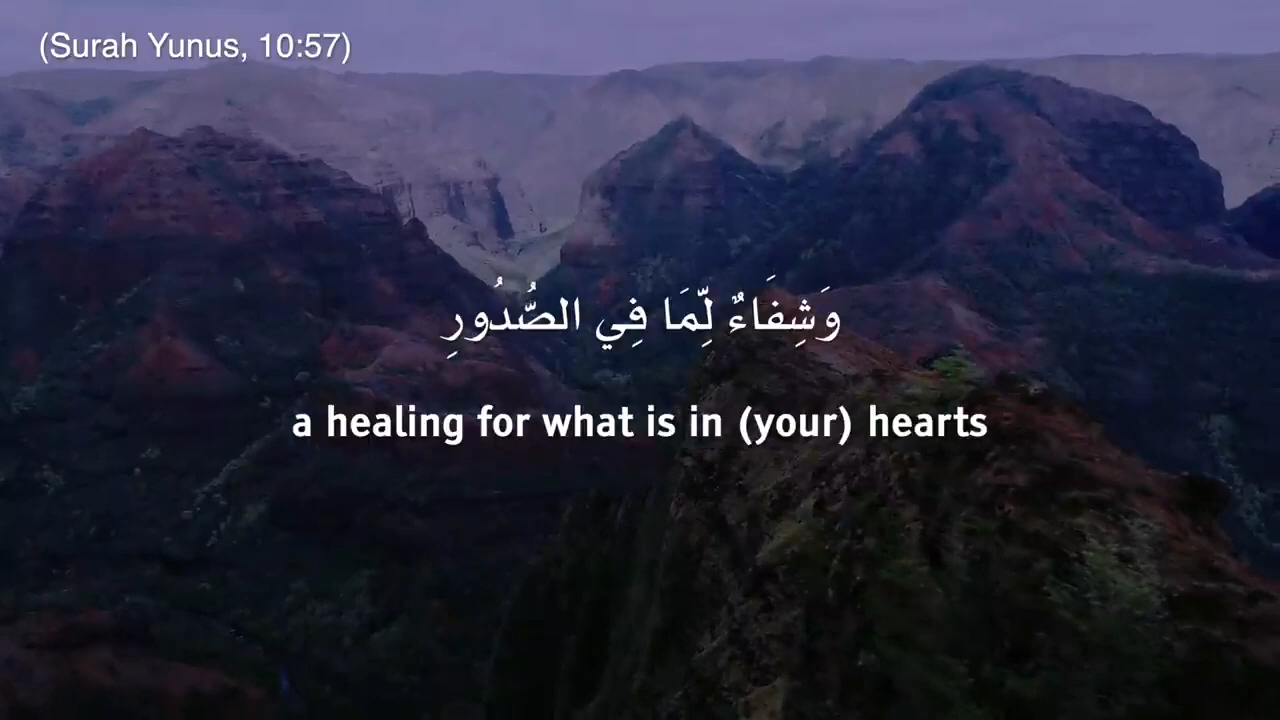 (Surah Yunus, 10:57)
وَشِفَاءٌ لِّمَا فِي الصُّدُورِ
a healing for what is in (your) hearts